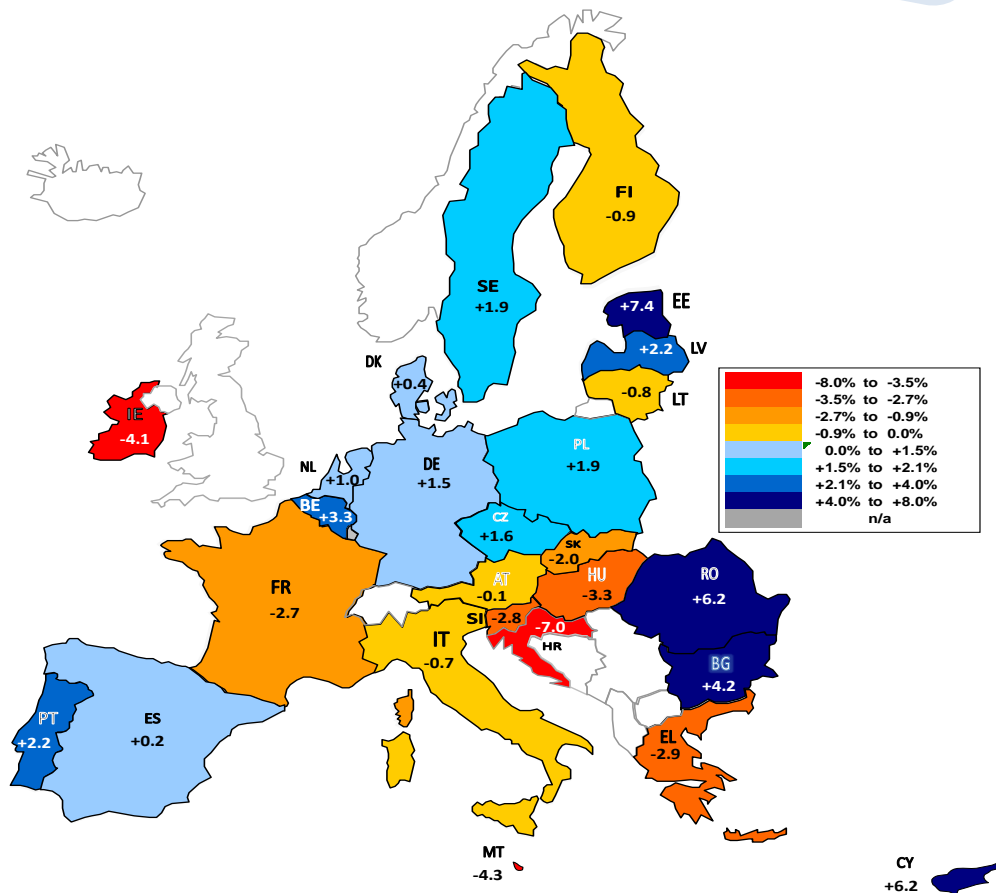 FI
-0.9
SE
+1.9
+7.4 EE
+2.2 LV
-0.8
LT
DK
+0.4
IE
-4.1
-8.0% to -3.5%
-3.5% to -2.7%
-2.7% to -0.9%
-0.9% to 0.0%
0.0% to +1.5%
+1.5% to +2.1%
+2.1% to +4.0%
+4.0% to +8.0%
n/a
NL
+1.0
DE
+1.5
PL
+1.9
BE
+3.3
CZ
+1.6
SK
-2.0
FR
-2.7
AT
-0.1
HU
-3.3
RO
+6.2
SI -2.8
-7.0
HR
IT
-0.7
BG
+4.2
PT
+2.2
ES
+0.2
EL
-2.9
MT
-4.3
CY
+6.2